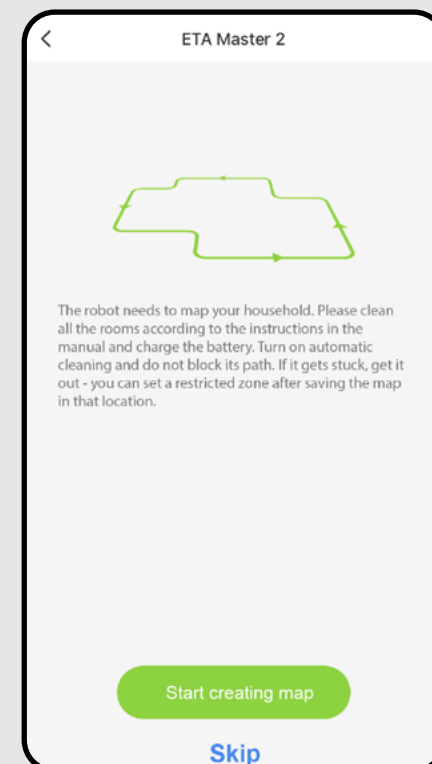 ETA Master 2
The robot needs to map your household. Please clean
all the rooms according to the instructions in the
manual and charge the battery. Turn on automatic
cleaning and do not block its path. If it gets stuck, get it
out - you can set a restricted zone after saving the map
in that location.
Start creating map
Skip